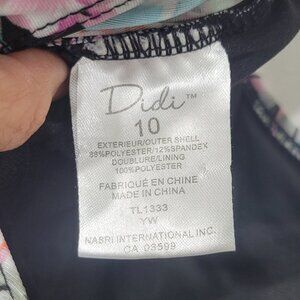 Didi™
10
EXTERIEUR/OUTER SHELL
88%POLYESTER/12%SPANDEX
DOUBLURE/LINING
100%POLYESTER
FABRIQUÉ EN CHINE
MADE IN CHINA
TL1333
YW
NASRI INTERNATIONAL INC.
CA 03599